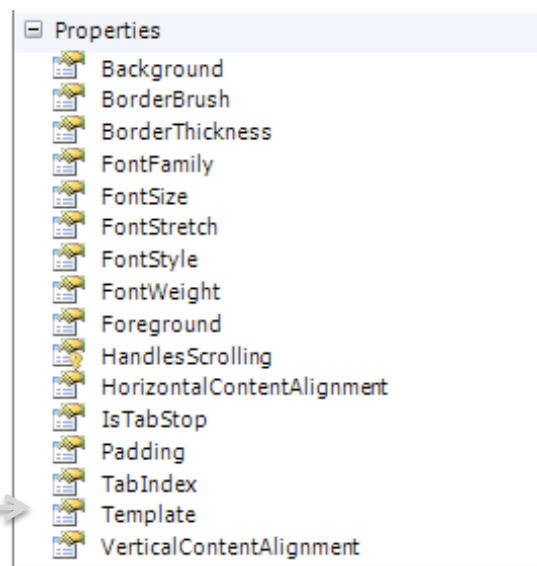 Properties
Background
BorderBrush
BorderThickness
FontFamily
FontSize
FontStretch
FontStyle
FontWeight
Foreground
HandlesScrolling
HorizontalContentAlignment
IsTabStop
Padding
TabIndex
Template
VerticalContentAlignment